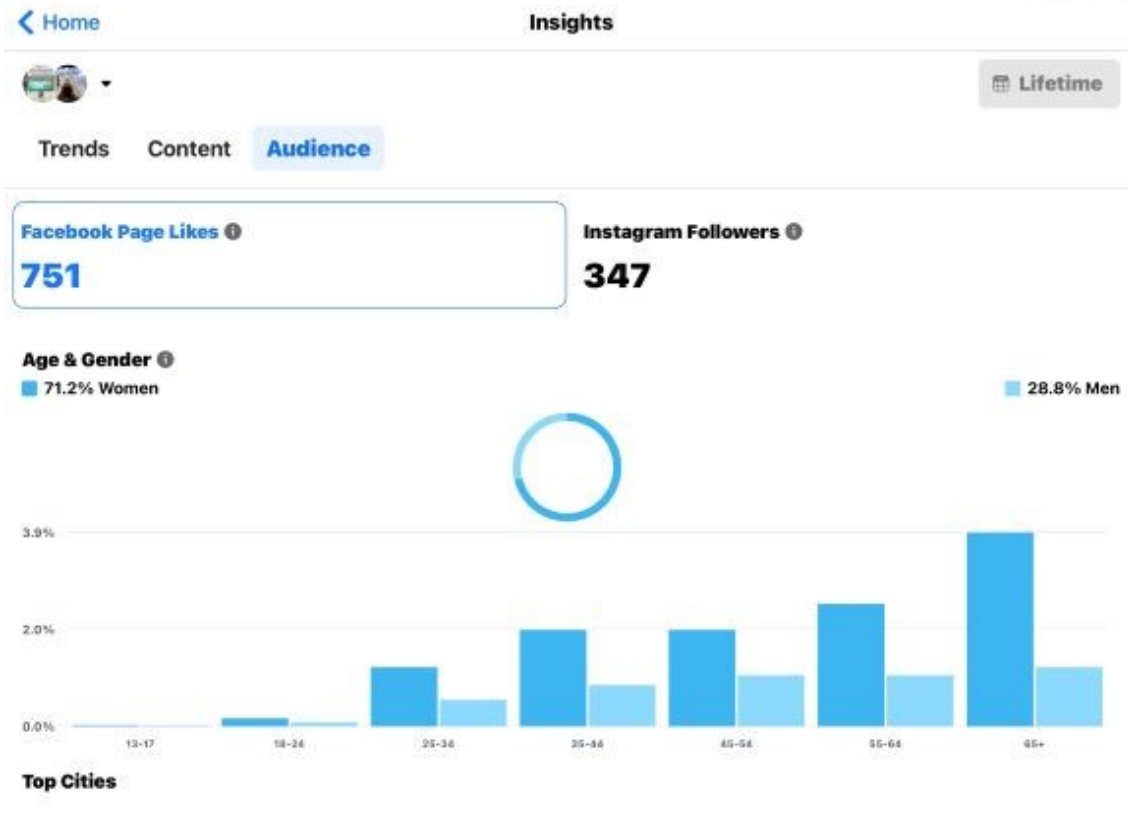 Home
Insights
Lifetime
Trends Content Audience
Facebook Page Likes
Instagram Followers
751
347
Age & Gender
71.2% Women
28.8% Men
3.9%
2.0%
0.0%
13-17 18-24 25-34 35-44 45-54 55-64 65+
Top Cities